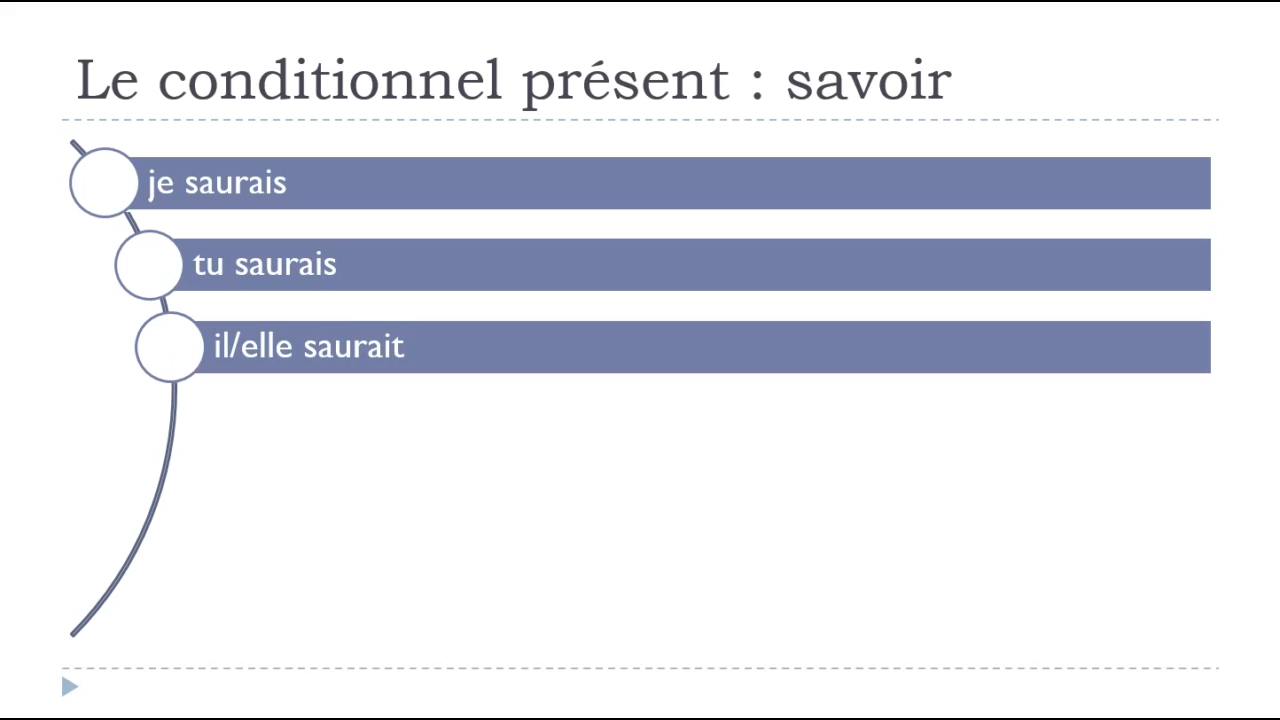 Le conditionnel présent : savoir
je saurais
tu saurais
il/elle saurait